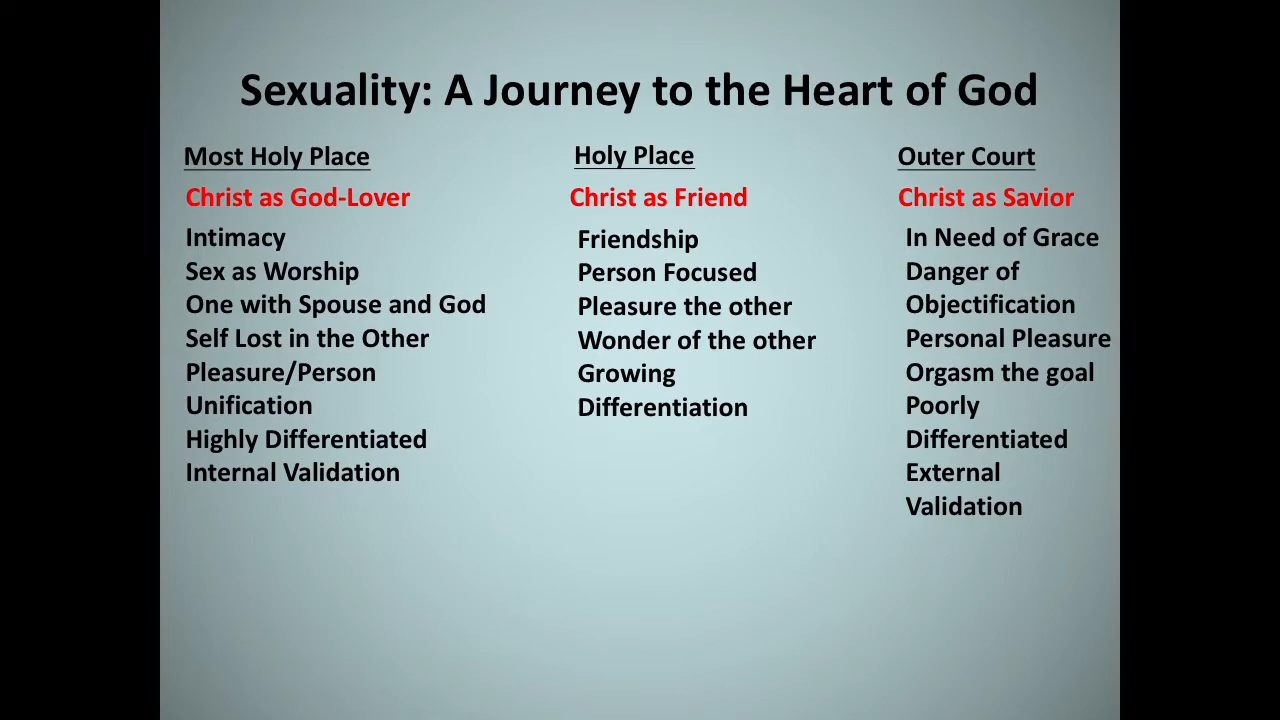 Sexuality: A Journey to the Heart of God
Most Holy Place
Christ as God-Lover
Intimacy
Sex as Worship
One with Spouse and God
Self Lost in the Other
Pleasure/Person
Unification
Highly Differentiated
Internal Validation
Holy Place
Christ as Friend
Friendship
Person Focused
Pleasure the other
Wonder of the other
Growing
Differentiation
Outer Court
Christ as Savior
In Need of Grace
Danger of
Objectification
Personal Pleasure
Orgasm the goal
Poorly
Differentiated
External
Validation